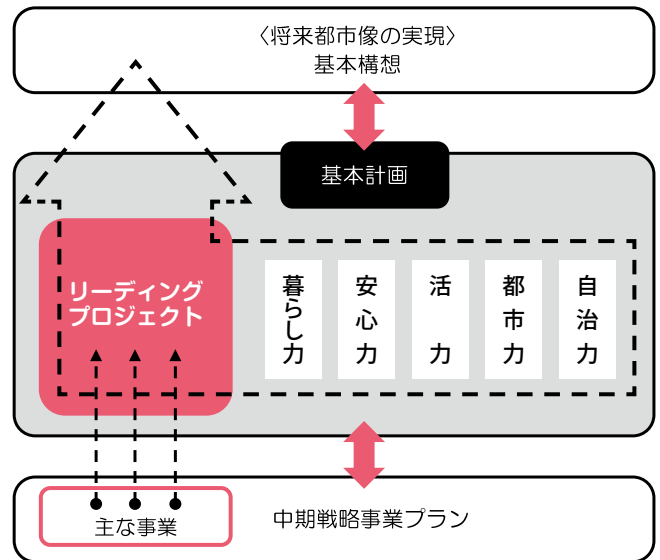 〈将来都市像の実現〉
基本構想
基本計画
リーディング
プロジェクト
暮らし力
安心力
活力
都市力
自治力
主な事業
中期戦略事業プラン